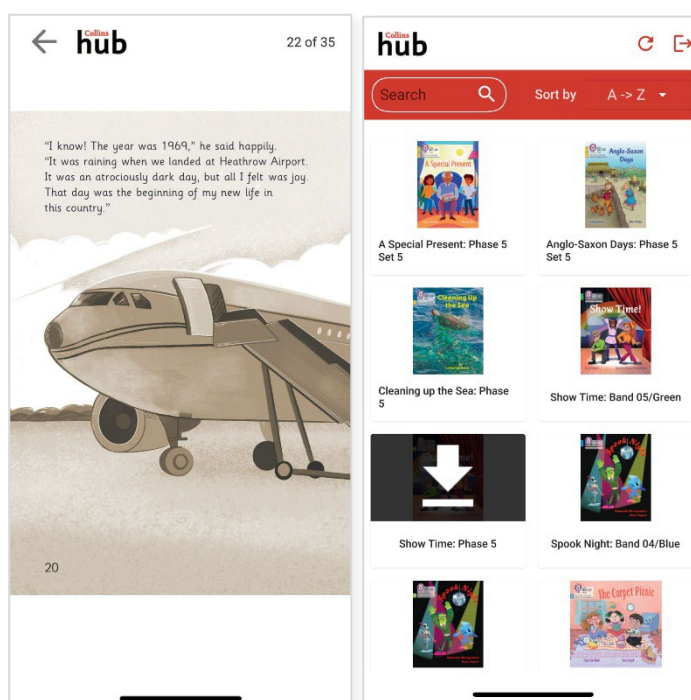 Collins
hub
22 of 35
“I know! The year was 1969,” he said happily.
“It was raining when we landed at Heathrow Airport.
It was an atrociously dark day, but all I felt was joy.
That day was the beginning of my new life in
this country.”
20
Collins
hub
Search
Sort by
A -> Z
A Special Present
Anglo-Saxon
Days
A Special Present: Phase 5
Set 5
Anglo-Saxon Days: Phase 5
Set 5
Cleaning Up
the Sea
Show Time!
Cleaning up the Sea: Phase
5
Show Time: Band 05/Green
Spook Night
Show Time: Phase 5
Spook Night: Band 04/Blue
Spook Night
The Carpet Picnic